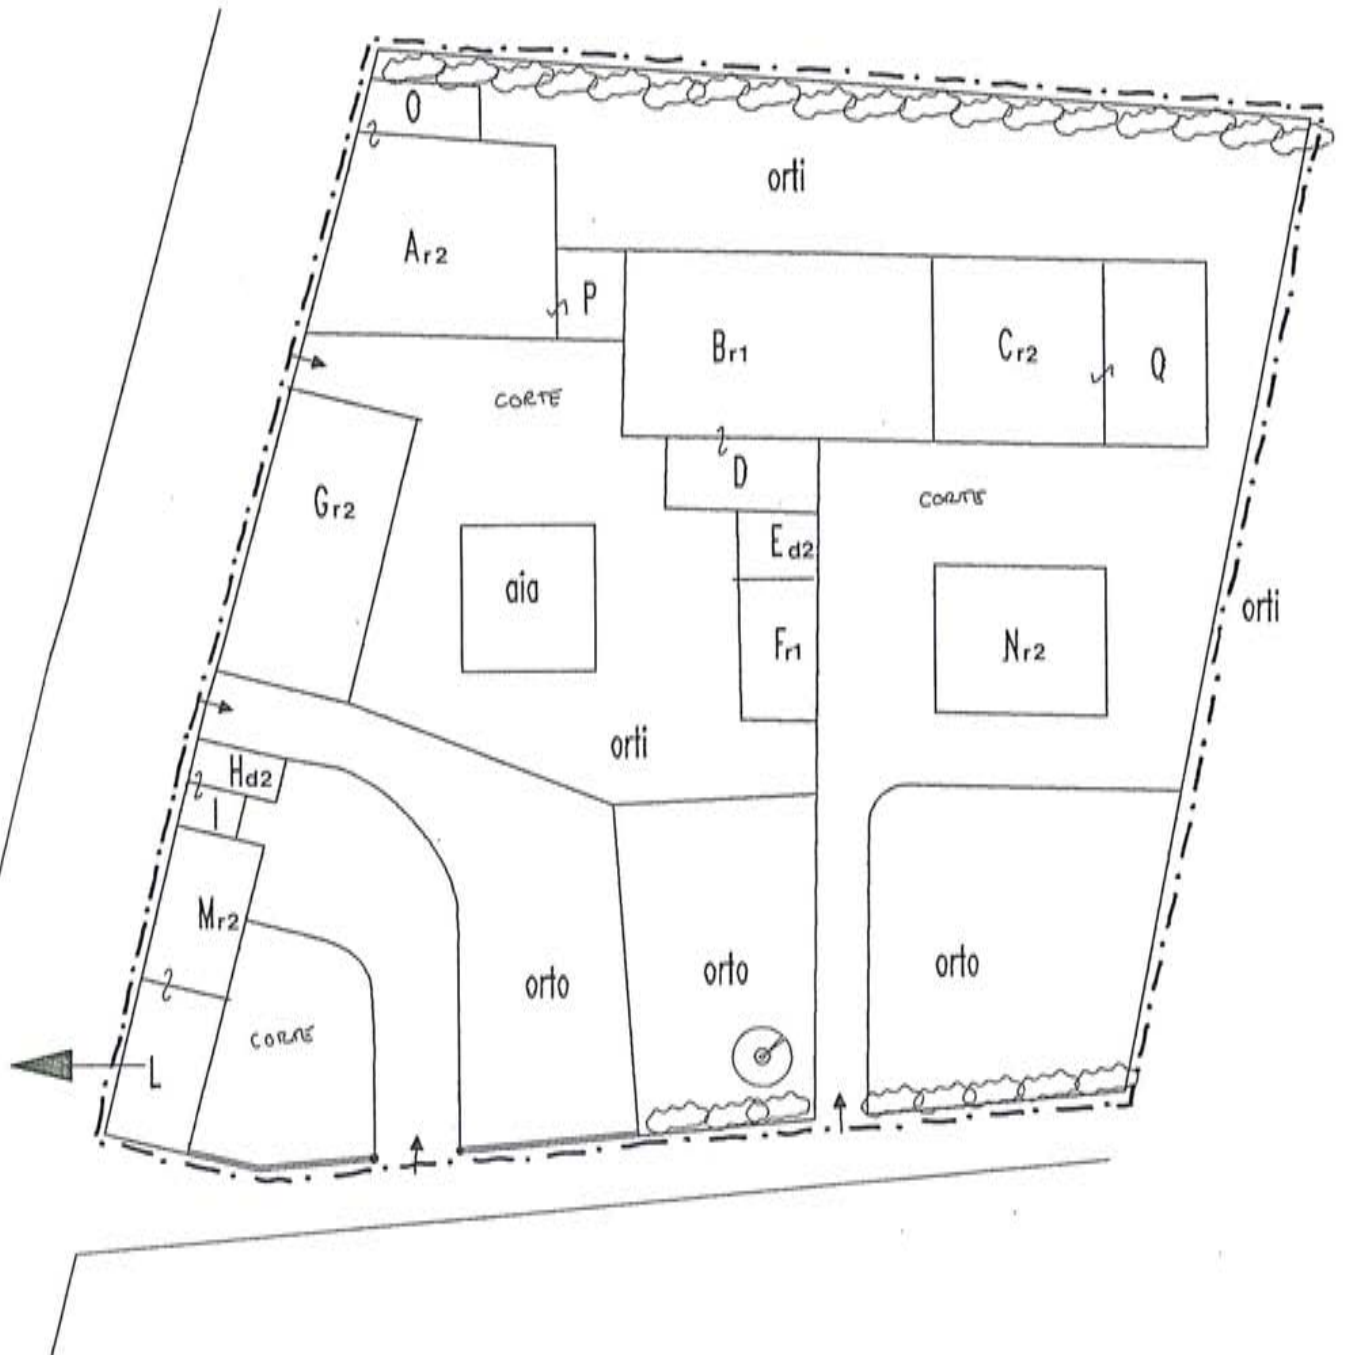 O
orti
Ar2
P
Br1
Cr2
Q
CORTE
D
CORTE
Gr2
Ed2
aia
orti
Fr1
Nr2
orti
Hd2
I
Mr2
orto
orto
orto
CORTE
L